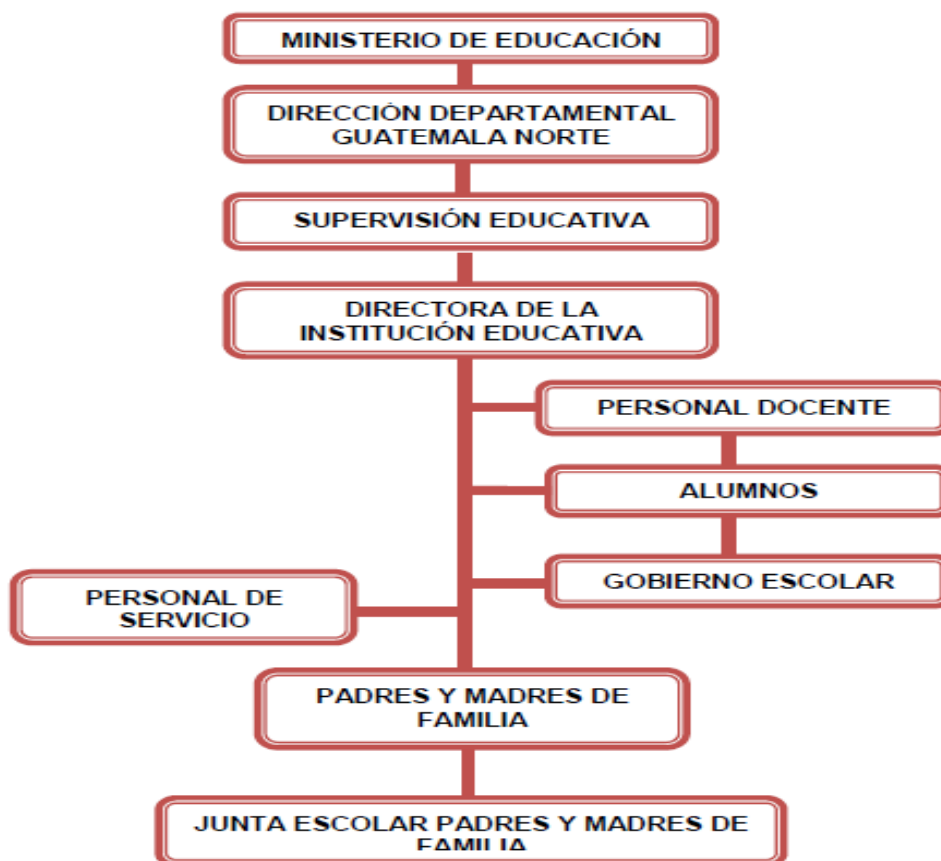 MINISTERIO DE EDUCACIÓN
DIRECCIÓN DEPARTAMENTAL
GUATEMALA NORTE
SUPERVISIÓN EDUCATIVA
DIRECTORA DE LA
INSTITUCIÓN EDUCATIVA
PERSONAL DOCENTE
ALUMNOS
GOBIERNO ESCOLAR
PERSONAL DE
SERVICIO
PADRES Y MADRES DE
FAMILIA
JUNTA ESCOLAR PADRES Y MADRES DE
FAMILIA